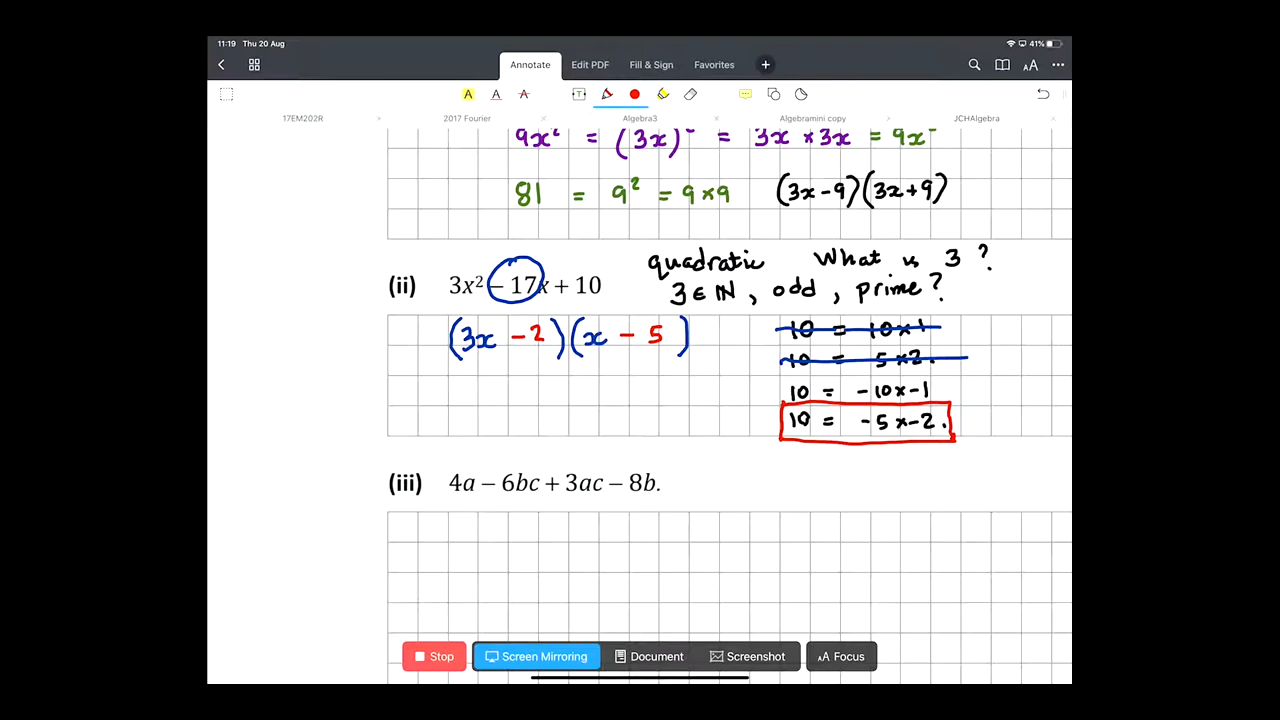 11:19 Thu 20 Aug 41%
Annotate Edit PDF Fill & Sign Favorites +
17EM202R 2017 Fourier Algebra3 Algebramini copy JCHAlgebra
9x² = (3x)² = 3x × 3x = 9x²
81 = 9² = 9×9 (3x-9)(3x+9)
quadratic What is 3 ?
(ii) 3x² − 17x + 10
3 ∈ ℕ, odd, prime?
(3x -2)(x - 5)
10 = 10×1
10 = 5×2.
10 = -10×-1
10 = -5×-2.
(iii) 4a − 6bc + 3ac − 8b.
Stop Screen Mirroring Document Screenshot AA Focus